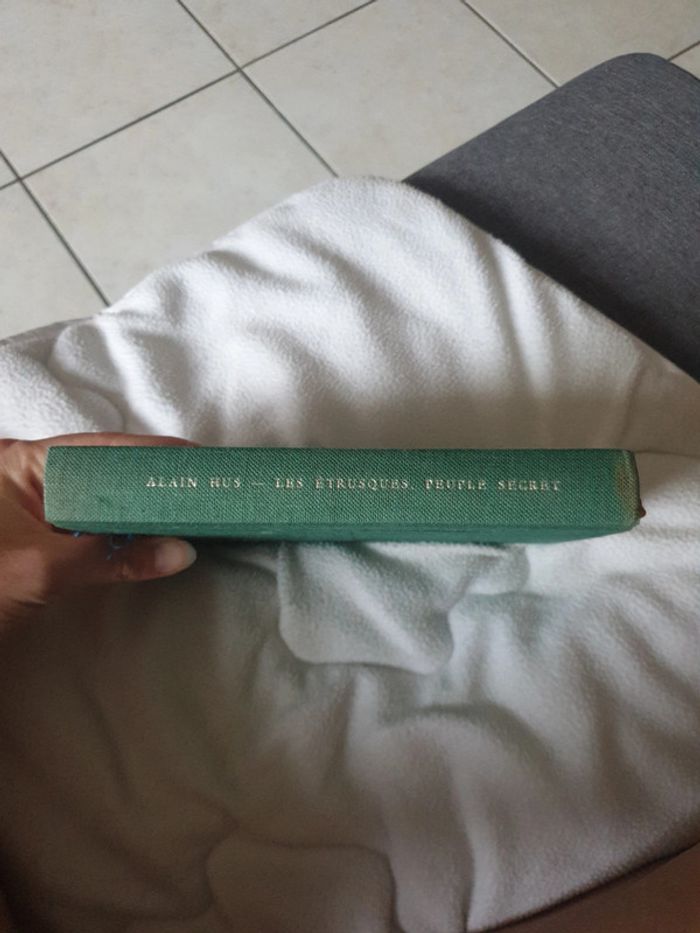 ALAIN HUS — LES ÉTRUSQUES, PEUPLE SECRET